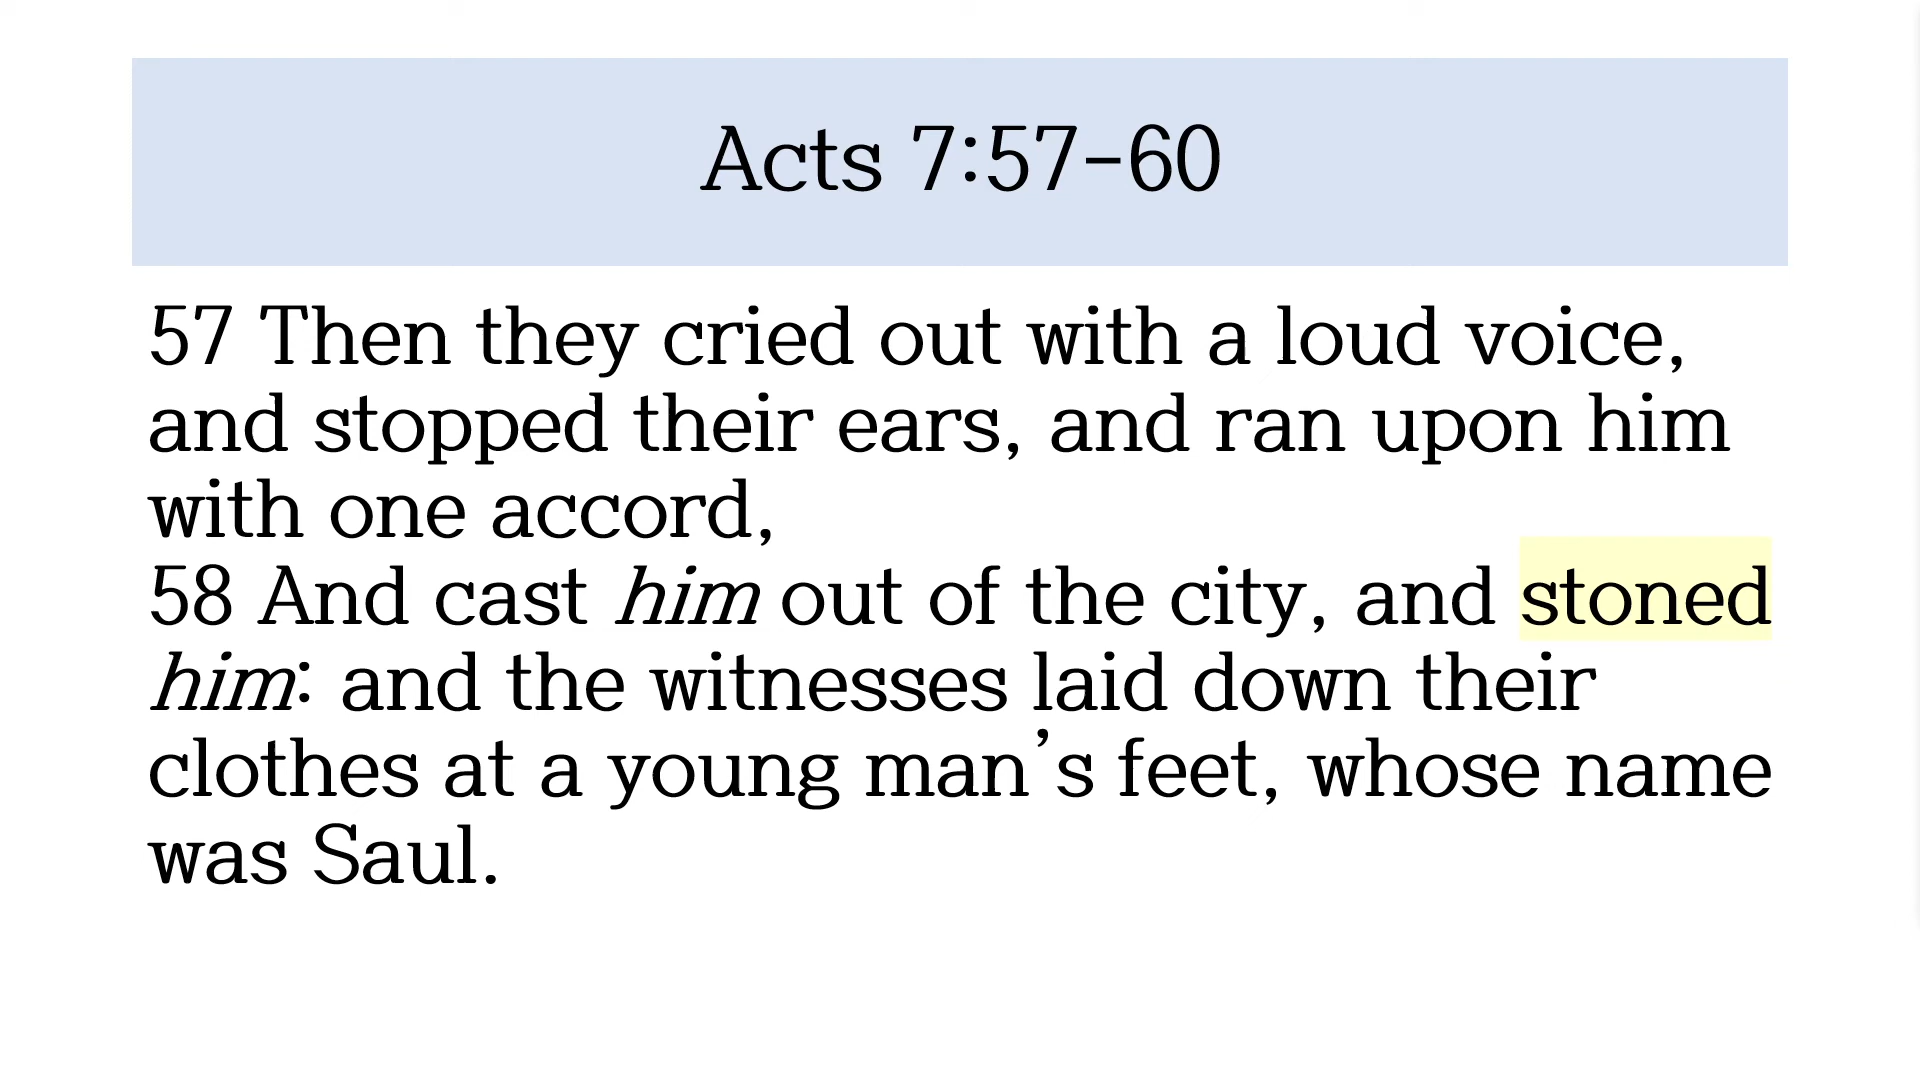 Acts 7:57-60
57 Then they cried out with a loud voice,
and stopped their ears, and ran upon him
with one accord,
58 And cast him out of the city, and stoned
him: and the witnesses laid down their
clothes at a young man’s feet, whose name
was Saul.